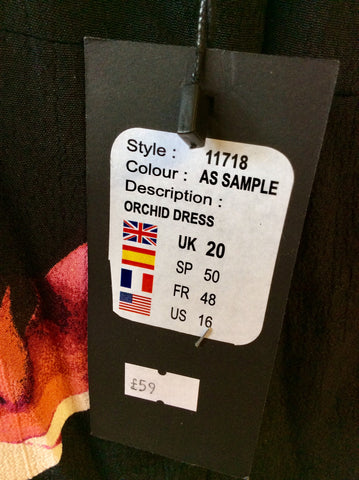 Style : 11718
Colour : AS SAMPLE
Description :
ORCHID DRESS
UK 20
SP 50
FR 48
US 16
£59